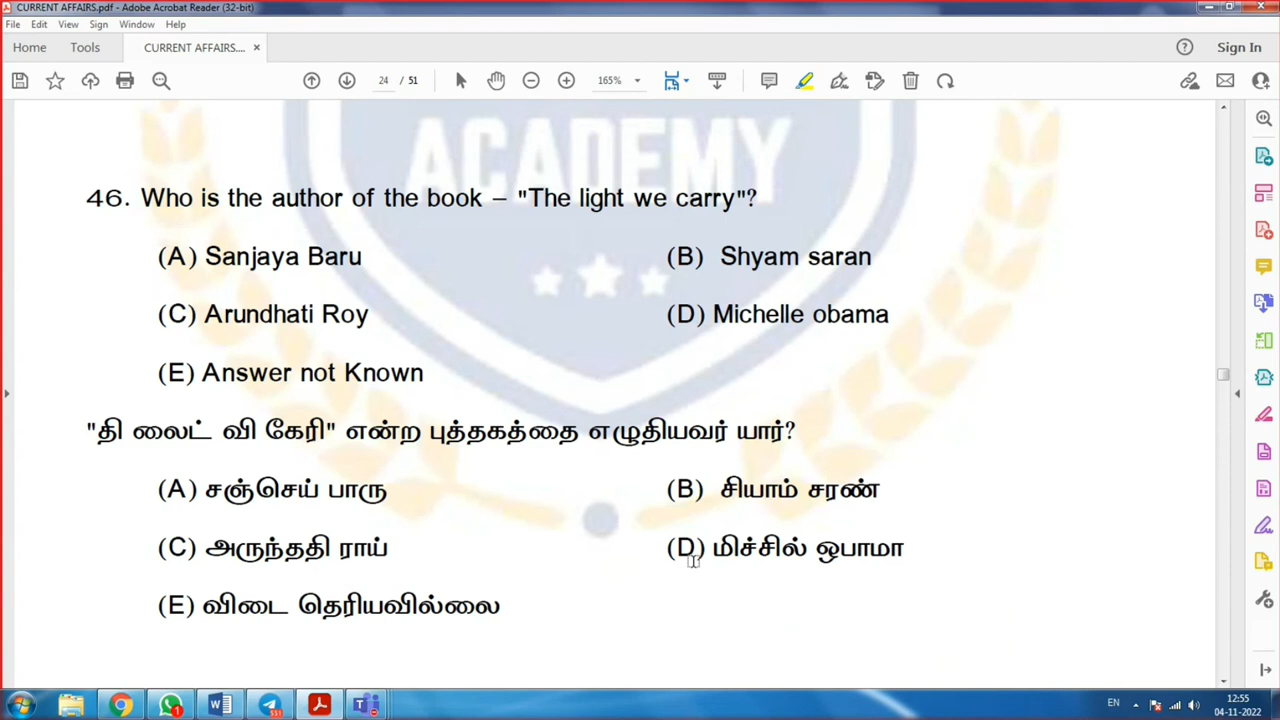 CURRENT AFFAIRS.pdf - Adobe Acrobat Reader (32-bit)
File Edit View Sign Window Help
Home Tools CURRENT AFFAIRS.... × Sign In
24 / 51 165%
ACADEMY
46. Who is the author of the book – "The light we carry"?
(A) Sanjaya Baru (B) Shyam saran
(C) Arundhati Roy (D) Michelle obama
(E) Answer not Known
"தி லைட் வி கேரி" என்ற புத்தகத்தை எழுதியவர் யார்?
(A) சஞ்செய் பாரு (B) சியாம் சரண்
(C) அருந்ததி ராய் (D) மிச்சில் ஒபாமா
(E) விடை தெரியவில்லை
EN 12:55
04-11-2022